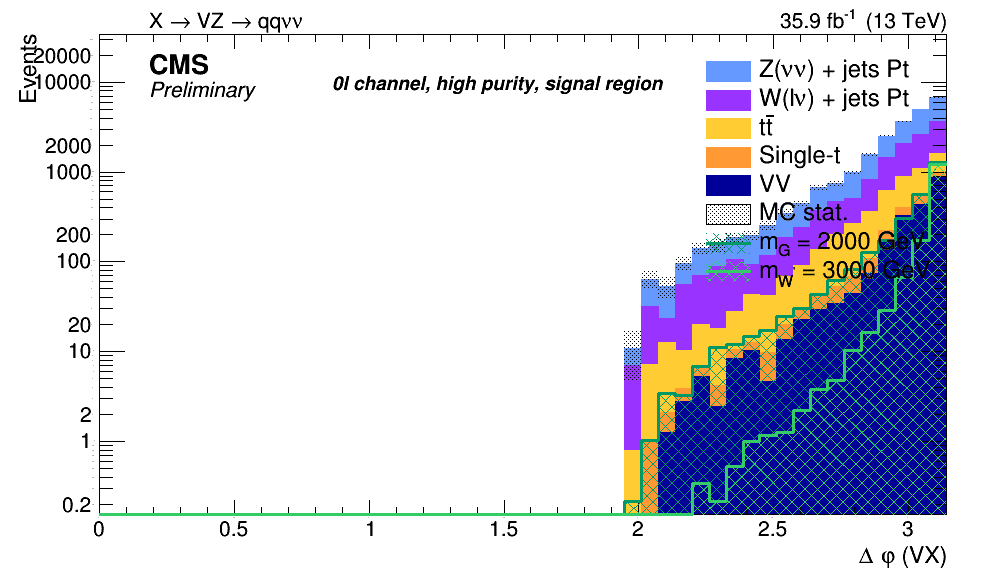 X → VZ → qqνν
35.9 fb⁻¹ (13 TeV)
Events
CMS
Preliminary
0l channel, high purity, signal region
Z(νν) + jets Pt
W(lν) + jets Pt
tt̄
Single-t
VV
MC stat.
m_G = 2000 GeV
m_W' = 3000 GeV
20000
10000
2000
1000
200
100
20
10
2
1
0.2
0
0.5
1
1.5
2
2.5
3
Δ φ (VX)